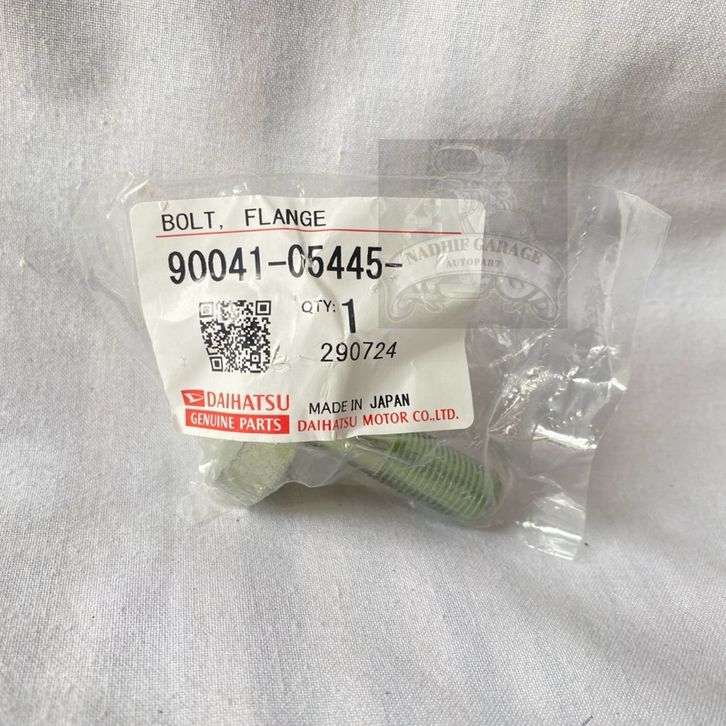 BOLT, FLANGE
90041-05445-
QTY: 1
290724
DAIHATSU
GENUINE PARTS
MADE IN JAPAN
DAIHATSU MOTOR CO.,LTD.
NADHIF GARAGE
AUTOPART